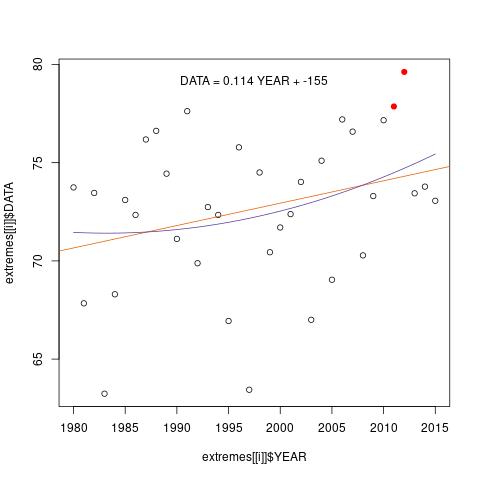 DATA = 0.114 YEAR + -155
80
75
70
65
extremes[[i]]$DATA
1980 1985 1990 1995 2000 2005 2010 2015
extremes[[i]]$YEAR